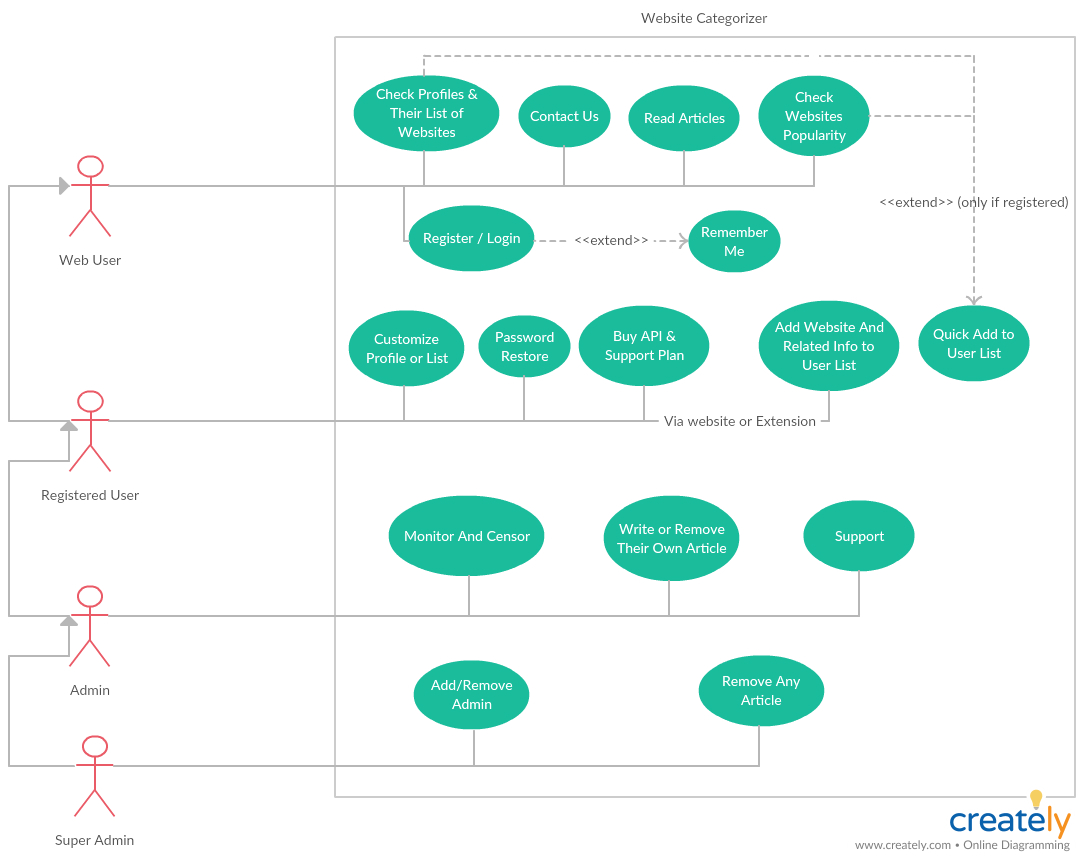 Website Categorizer
Check Profiles &
Their List of
Websites
Contact Us
Read Articles
Check
Websites
Popularity
<<extend>> (only if registered)
Web User
Register / Login
<<extend>>
Remember
Me
Customize
Profile or List
Password
Restore
Buy API &
Support Plan
Add Website And
Related Info to
User List
Quick Add to
User List
Via website or Extension
Registered User
Monitor And Censor
Write or Remove
Their Own Article
Support
Admin
Add/Remove
Admin
Remove Any
Article
Super Admin
creately
www.creately.com • Online Diagramming